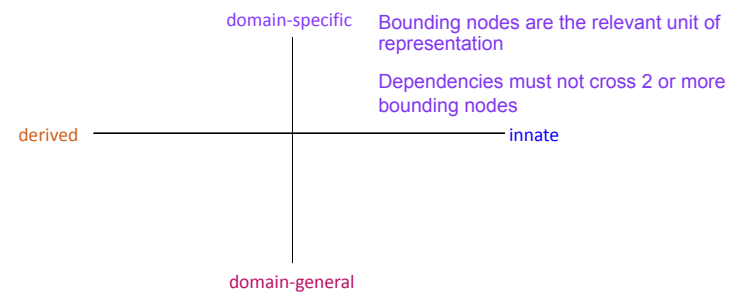 domain-specific
Bounding nodes are the relevant unit of
representation
Dependencies must not cross 2 or more
bounding nodes
derived
innate
domain-general